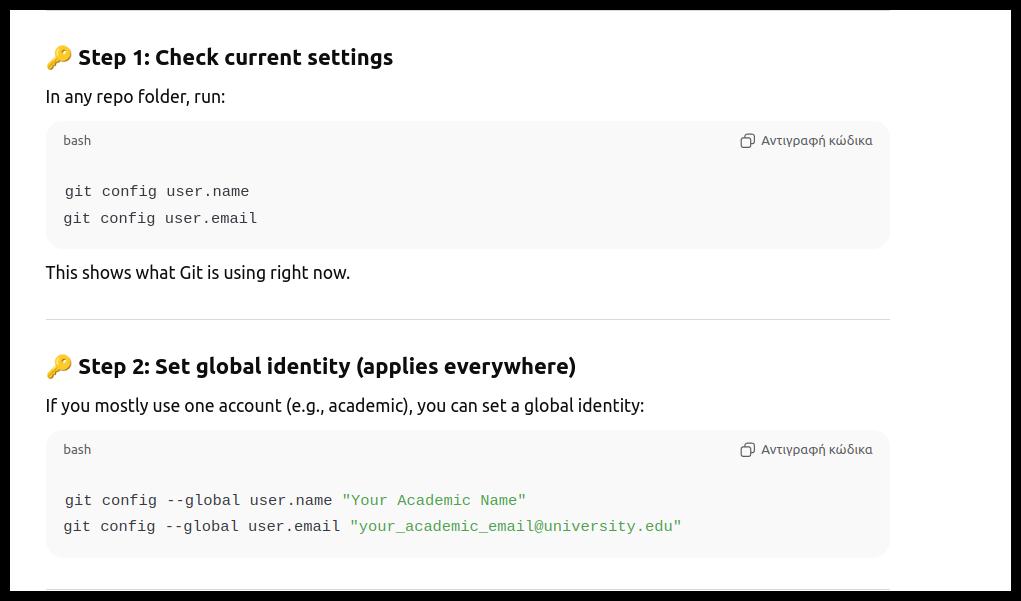 🔑 Step 1: Check current settings
In any repo folder, run:
bash
Αντιγραφή κώδικα
git config user.name
git config user.email
This shows what Git is using right now.
🔑 Step 2: Set global identity (applies everywhere)
If you mostly use one account (e.g., academic), you can set a global identity:
bash
Αντιγραφή κώδικα
git config --global user.name "Your Academic Name"
git config --global user.email "your_academic_email@university.edu"